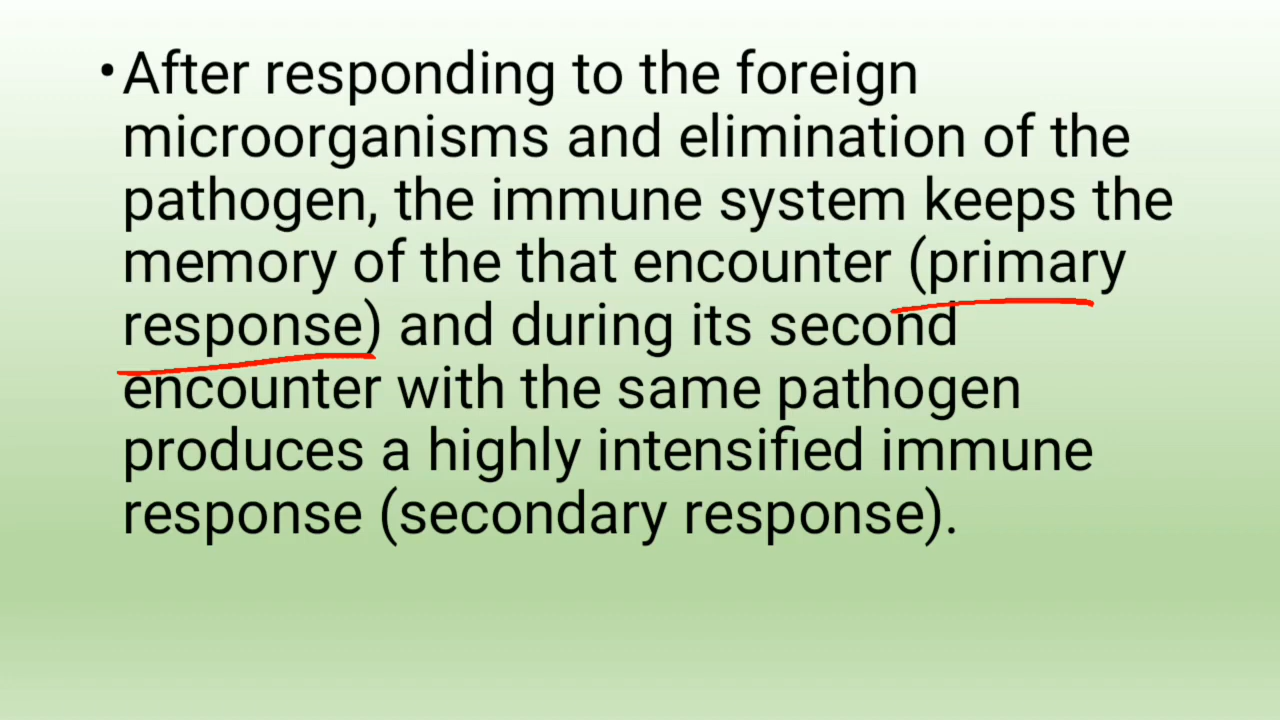 •After responding to the foreign
microorganisms and elimination of the
pathogen, the immune system keeps the
memory of the that encounter (primary
response) and during its second
encounter with the same pathogen
produces a highly intensified immune
response (secondary response).